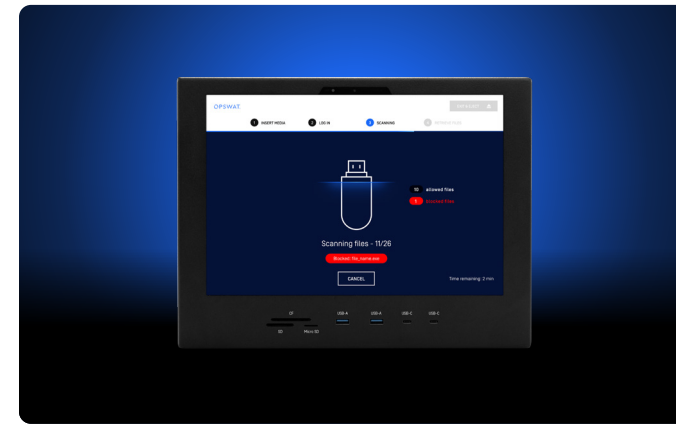 OPSWAT.
1 INSERT MEDIA
2 LOG IN
3 SCANNING
4
10 allowed files
1 blocked files
Scanning files - 11/26
Blocked: file_name.exe
CANCEL
Time remaining: 2 min
CF
USB-A
USB-A
USB-C
USB-C
SD
Micro SD